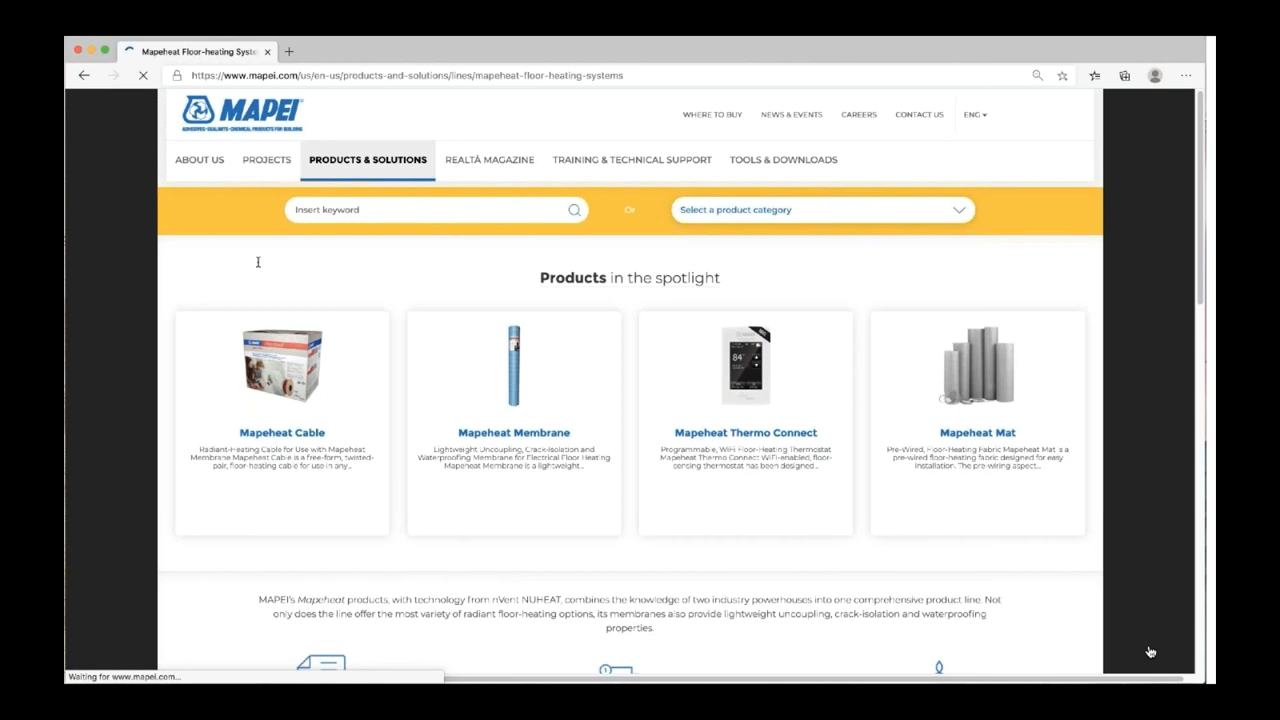 Mapeheat Floor-heating Syste
https://www.mapei.com/us/en-us/products-and-solutions/lines/mapeheat-floor-heating-systems
MAPEI
ADHESIVES • SEALANTS • CHEMICAL PRODUCTS FOR BUILDING
WHERE TO BUY
NEWS & EVENTS
CAREERS
CONTACT US
ENG
ABOUT US
PROJECTS
PRODUCTS & SOLUTIONS
REALTÀ MAGAZINE
TRAINING & TECHNICAL SUPPORT
TOOLS & DOWNLOADS
Insert keyword
Or
Select a product category
Products in the spotlight
84°
Mapeheat Cable
Radiant-Heating Cable for Use with Mapeheat
Membrane Mapeheat Cable is a free-form, twisted-
pair, floor-heating cable for use in any...
Mapeheat Membrane
Lightweight Uncoupling, Crack-Isolation and
Waterproofing Membrane for Electrical Floor Heating
Mapeheat Membrane is a lightweight...
Mapeheat Thermo Connect
Programmable, WiFi Floor-Heating Thermostat
Mapeheat Thermo Connect WiFi-enabled, floor-
sensing thermostat has been designed...
Mapeheat Mat
Pre-Wired, Floor-Heating Fabric Mapeheat Mat is a
pre-wired floor-heating fabric designed for easy
installation. The pre-wiring aspect...
MAPEI's Mapeheat products, with technology from nVent NUHEAT, combines the knowledge of two industry powerhouses into one comprehensive product line. Not
only does the line offer the most variety of radiant floor-heating options, its membranes also provide lightweight uncoupling, crack-isolation and waterproofing
properties.
Waiting for www.mapei.com...